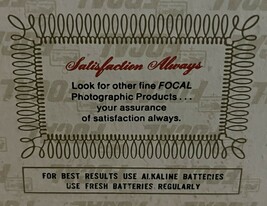 Satisfaction Always
Look for other fine FOCAL
Photographic Products...
your assurance
of satisfaction always.
FOR BEST RESULTS USE ALKALINE BATTECIES
USE FRESH BATTERIES REGULARLY